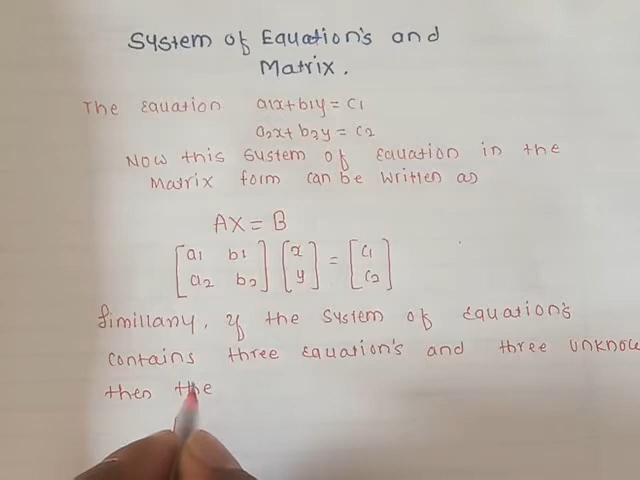 System of Equation's and
Matrix.
The Equation a1x+b1y = c1
a2x+ b2y = c2
Now this system of Equation in the
Matrix form can be written as
AX = B
[a1 b1] [x] = [c1]
[a2 b2] [y] [c2]
Simillary, if the system of Equation's
contains three Equation's and three unknow
then the